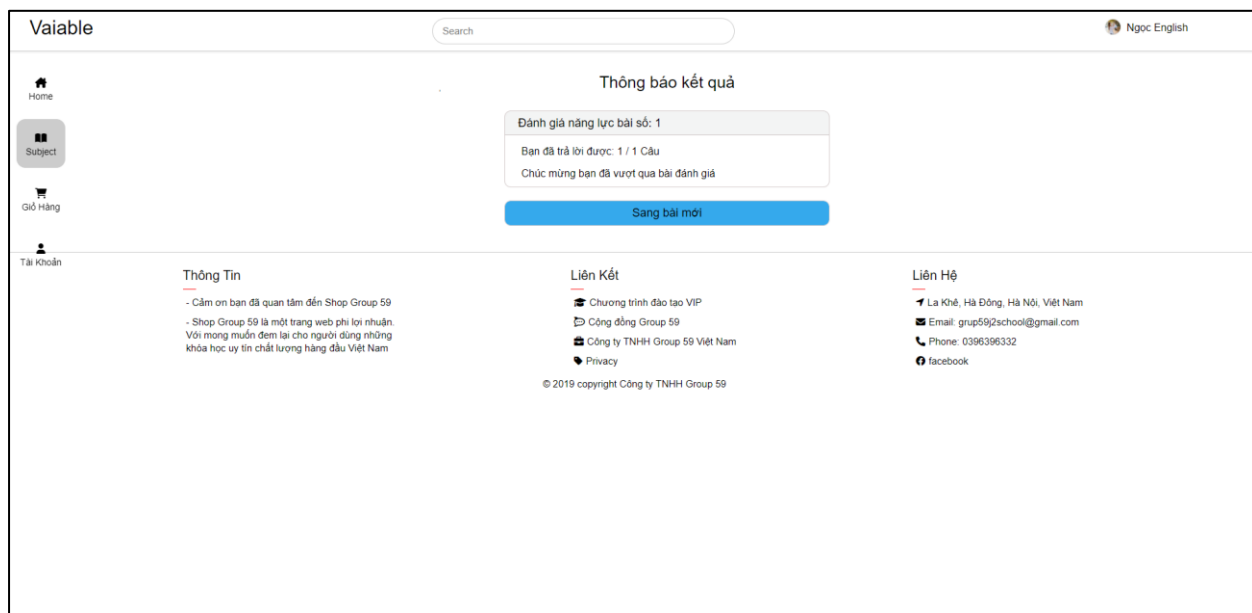 Vaiable
Search
Ngọc English
Home
Subject
Giỏ Hàng
Tài Khoản
Thông báo kết quả
Đánh giá năng lực bài số: 1
Bạn đã trả lời được: 1 / 1 Câu
Chúc mừng bạn đã vượt qua bài đánh giá
Sang bài mới
Thông Tin
- Cảm ơn bạn đã quan tâm đến Shop Group 59
- Shop Group 59 là một trang web phi lợi nhuận.
Với mong muốn đem lại cho người dùng những
khóa học uy tín chất lượng hàng đầu Việt Nam
Liên Kết
Chương trình đào tạo VIP
Cộng đồng Group 59
Công ty TNHH Group 59 Việt Nam
Privacy
Liên Hệ
La Khê, Hà Đông, Hà Nội, Việt Nam
Email: grup59j2school@gmail.com
Phone: 0396396332
facebook
© 2019 copyright Công ty TNHH Group 59